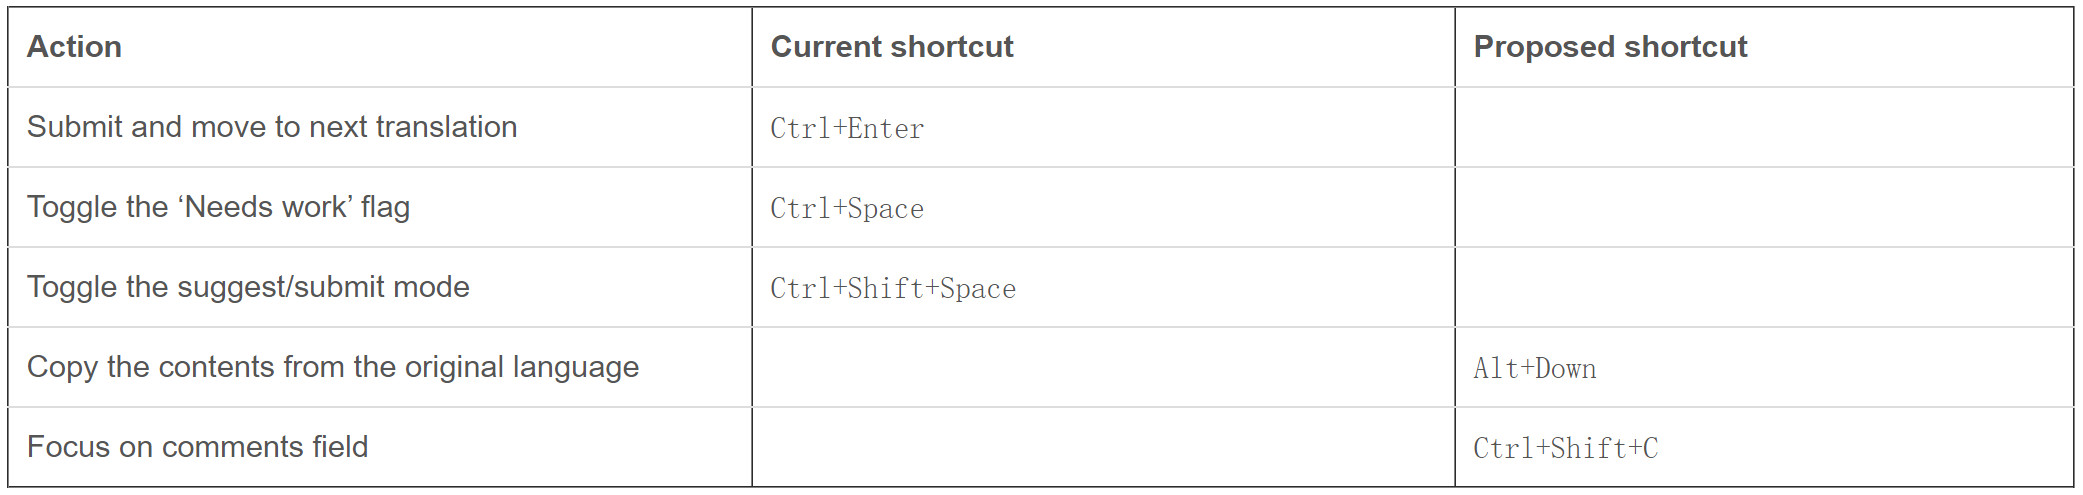 Action Current shortcut Proposed shortcut
Submit and move to next translation Ctrl+Enter
Toggle the ‘Needs work’ flag Ctrl+Space
Toggle the suggest/submit mode Ctrl+Shift+Space
Copy the contents from the original language Alt+Down
Focus on comments field Ctrl+Shift+C